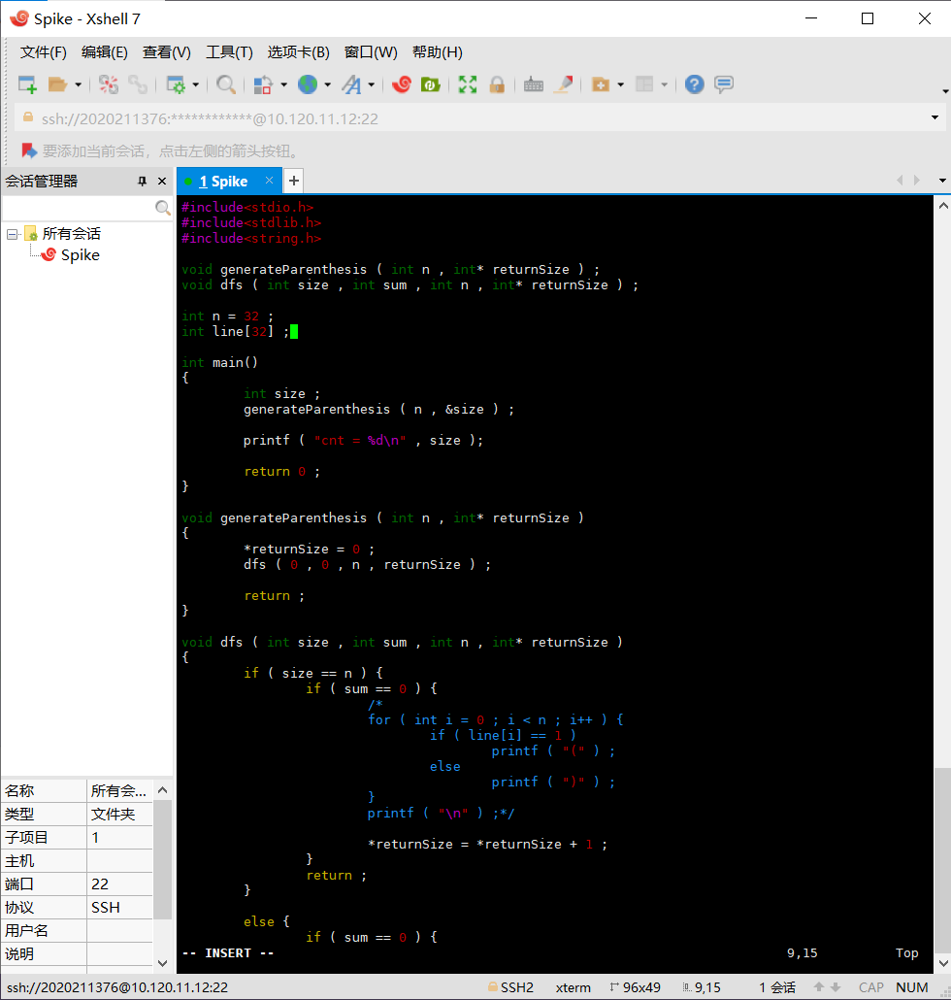 Spike - Xshell 7
文件(F) 编辑(E) 查看(V) 工具(T) 选项卡(B) 窗口(W) 帮助(H)
ssh://2020211376:************@10.120.11.12:22
要添加当前会话，点击左侧的箭头按钮。
会话管理器
1 Spike
所有会话
Spike
#include<stdio.h>
#include<stdlib.h>
#include<string.h>
void generateParenthesis ( int n , int* returnSize ) ;
void dfs ( int size , int sum , int n , int* returnSize ) ;
int n = 32 ;
int line[32] ;
int main()
{
int size ;
generateParenthesis ( n , &size ) ;
printf ( "cnt = %d\n" , size );
return 0 ;
}
void generateParenthesis ( int n , int* returnSize )
{
*returnSize = 0 ;
dfs ( 0 , 0 , n , returnSize ) ;
return ;
}
void dfs ( int size , int sum , int n , int* returnSize )
{
if ( size == n ) {
if ( sum == 0 ) {
/*
for ( int i = 0 ; i < n ; i++ ) {
if ( line[i] == 1 )
printf ( "(" ) ;
else
printf ( ")" ) ;
}
printf ( "\n" ) ;*/
*returnSize = *returnSize + 1 ;
}
return ;
}
else {
if ( sum == 0 ) {
-- INSERT -- 9,15 Top
名称 所有会...
类型 文件夹
子项目 1
主机
端口 22
协议 SSH
用户名
说明
ssh://2020211376@10.120.11.12:22 SSH2 xterm 96x49 9,15 1 会话 CAP NUM